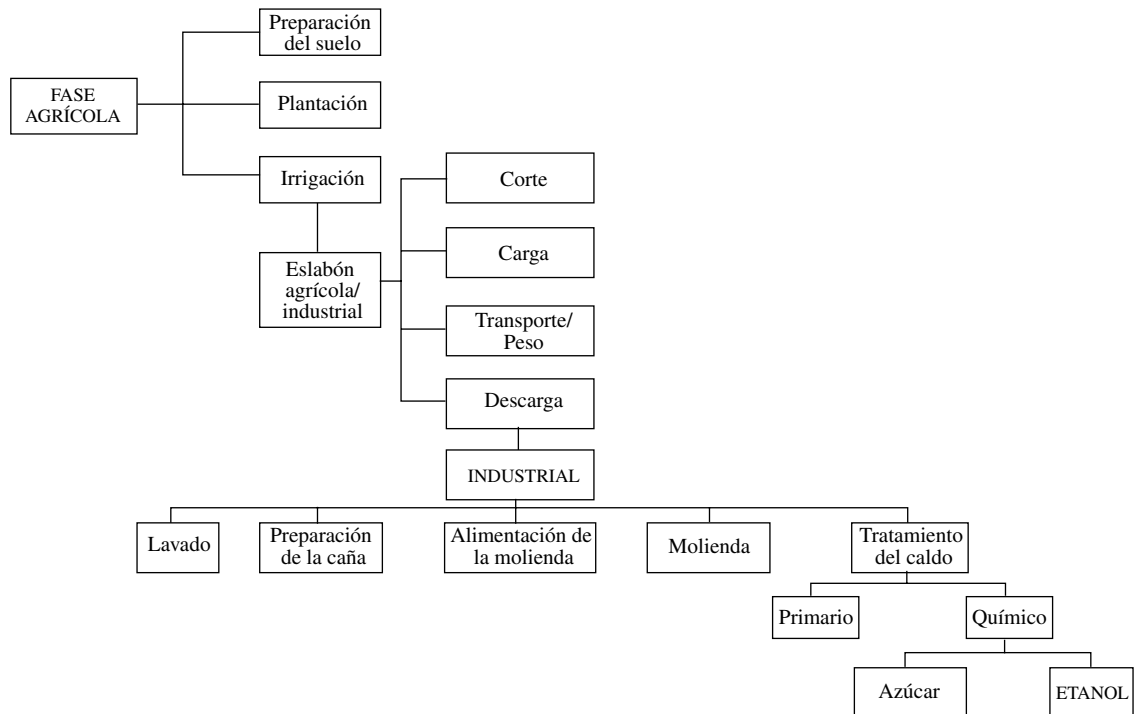 Preparación
del suelo
FASE
AGRÍCOLA
Plantación
Irrigación
Corte
Eslabón
agrícola/
industrial
Carga
Transporte/
Peso
Descarga
INDUSTRIAL
Lavado
Preparación
de la caña
Alimentación de
la molienda
Molienda
Tratamiento
del caldo
Primario
Químico
Azúcar
ETANOL